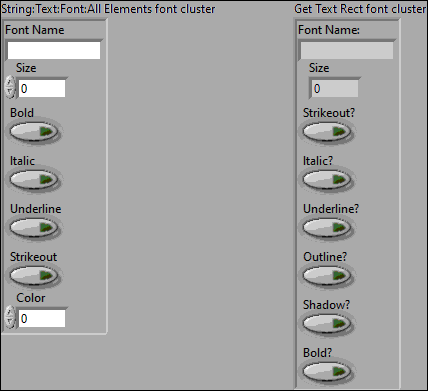 String:Text:Font:All Elements font cluster
Font Name
Size
0
Bold
Italic
Underline
Strikeout
Color
0
Get Text Rect font cluster
Font Name:
Size
0
Strikeout?
Italic?
Underline?
Outline?
Shadow?
Bold?